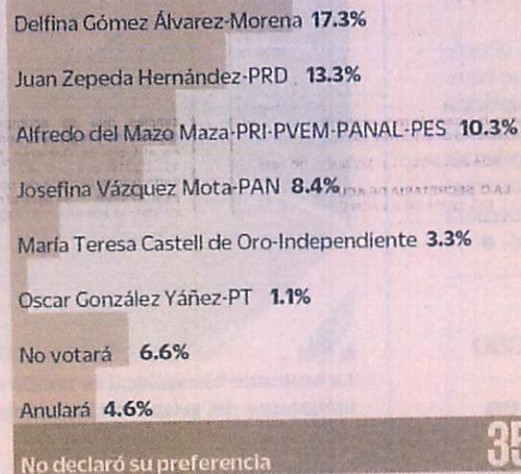 Delfina Gómez Álvarez-Morena 17.3%
Juan Zepeda Hernández-PRD 13.3%
Alfredo del Mazo Maza-PRI-PVEM-PANAL-PES 10.3%
Josefina Vázquez Mota-PAN 8.4%
María Teresa Castell de Oro-Independiente 3.3%
Oscar González Yáñez-PT 1.1%
No votará 6.6%
Anulará 4.6%
No declaró su preferencia 35